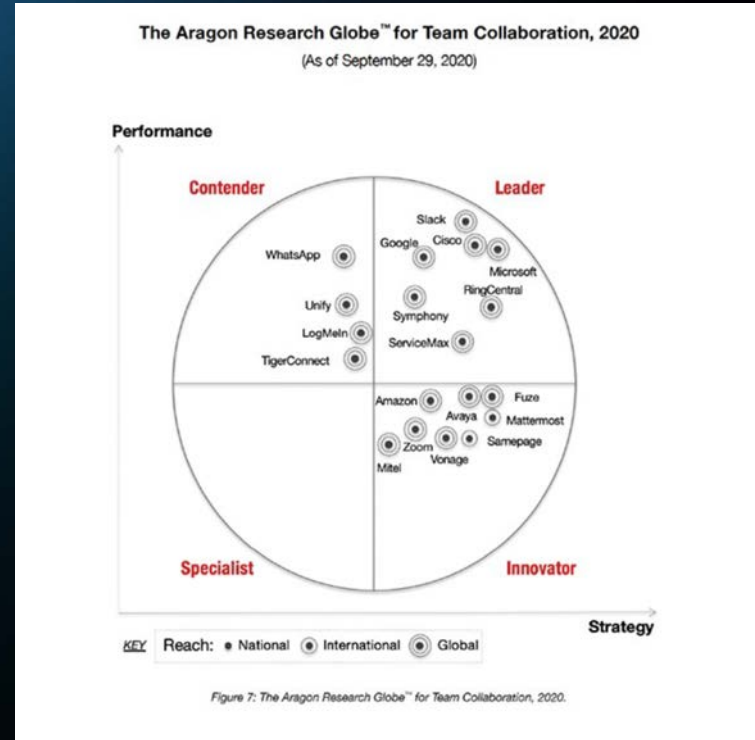 The Aragon Research Globe™ for Team Collaboration, 2020
(As of September 29, 2020)
Performance
Contender
Leader
Slack
Google
Cisco
WhatsApp
Microsoft
RingCentral
Unify
Symphony
LogMeIn
ServiceMax
TigerConnect
Amazon
Fuze
Avaya
Mattermost
Zoom
Samepage
Vonage
Mitel
Specialist
Innovator
Strategy
KEY Reach: National International Global
Figure 7: The Aragon Research Globe™ for Team Collaboration, 2020.